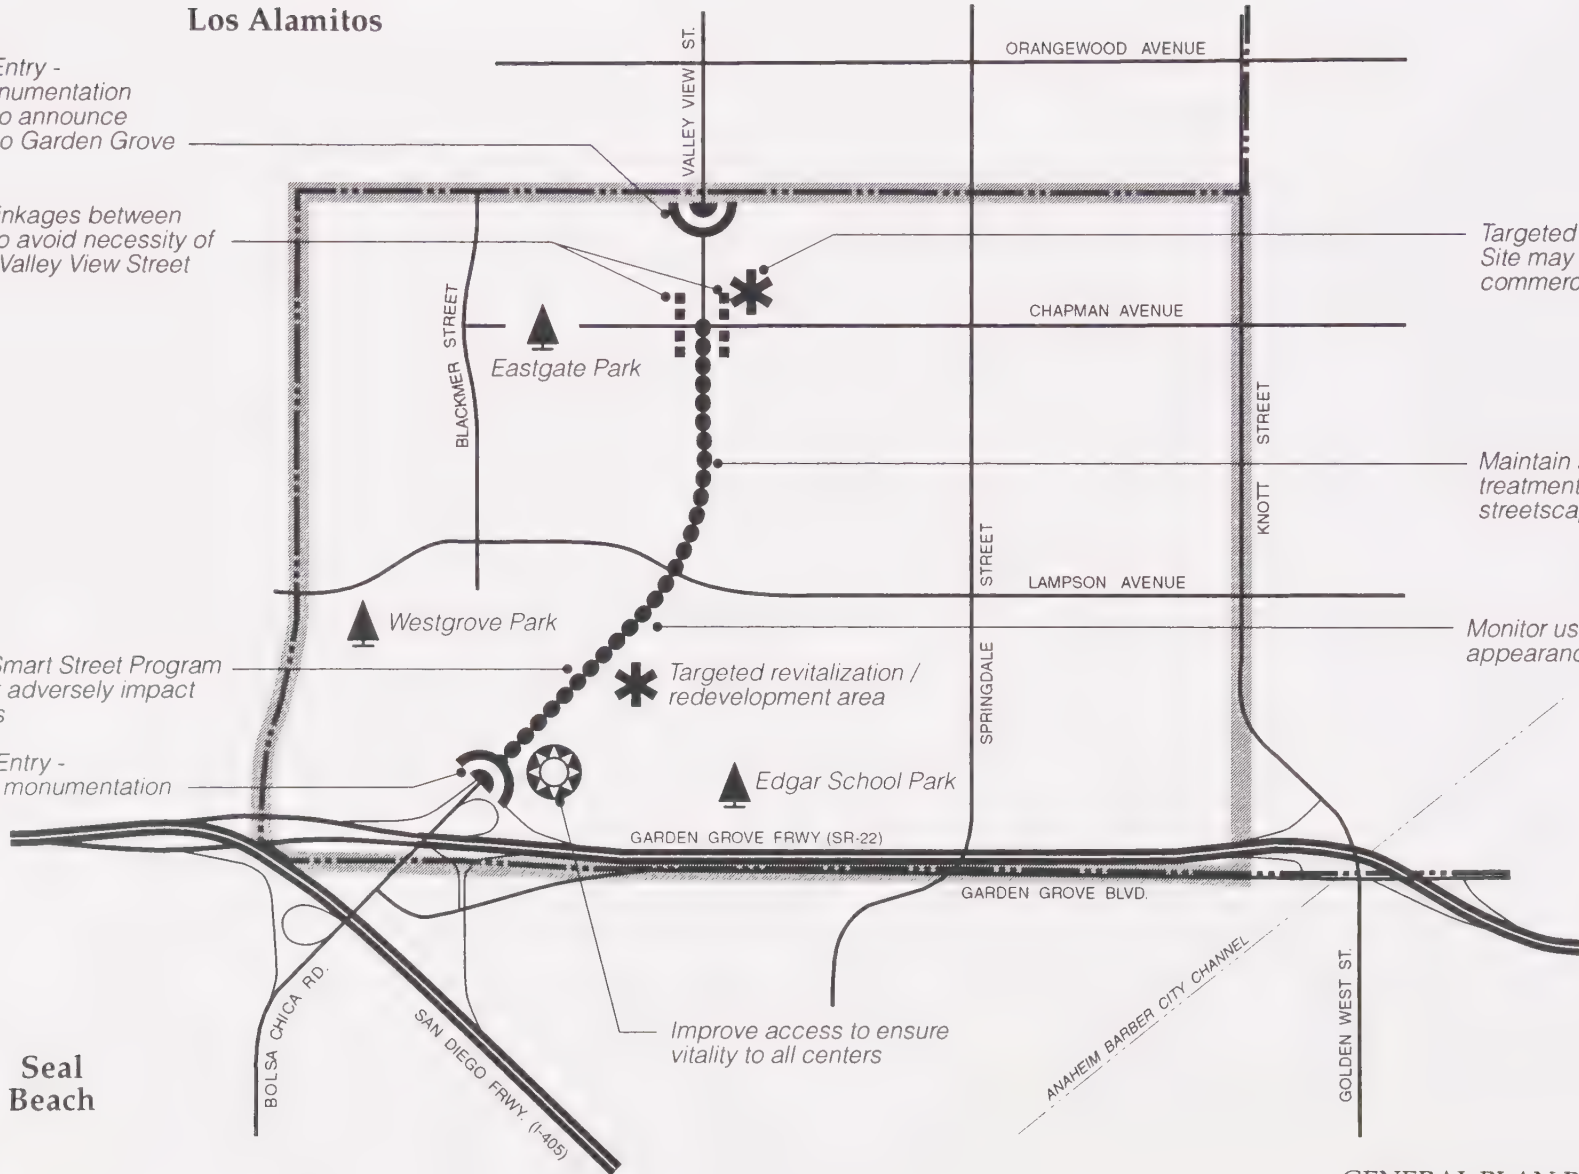 Los Alamitos
Entry -
numentation
o announce
o Garden Grove
inkages between
o avoid necessity of
Valley View Street
VALLEY VIEW ST.
ORANGEWOOD AVENUE
Targeted
Site may
commerc
CHAPMAN AVENUE
BLACKMER STREET
Eastgate Park
KNOTT STREET
Maintain
treatment
streetsca
SPRINGDALE STREET
LAMPSON AVENUE
Westgrove Park
Monitor us
appearanc
Smart Street Program
adversely impact
s
Targeted revitalization /
redevelopment area
Entry -
monumentation
Edgar School Park
GARDEN GROVE FRWY (SR-22)
GARDEN GROVE BLVD.
BOLSA CHICA RD.
SAN DIEGO FRWY. (I-405)
Improve access to ensure
vitality to all centers
ANAHEIM BARBER CITY CHANNEL
GOLDEN WEST ST.
Seal
Beach
GENERAL PLAN